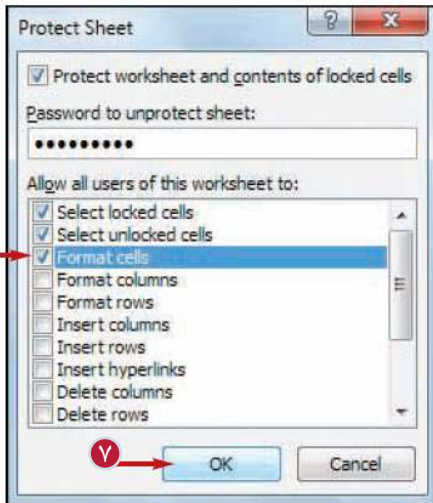 Protect Sheet
Protect worksheet and contents of locked cells
Password to unprotect sheet:
•••••••••
Allow all users of this worksheet to:
Select locked cells
Select unlocked cells
Format cells
Format columns
Format rows
Insert columns
Insert rows
Insert hyperlinks
Delete columns
Delete rows
٧
OK Cancel